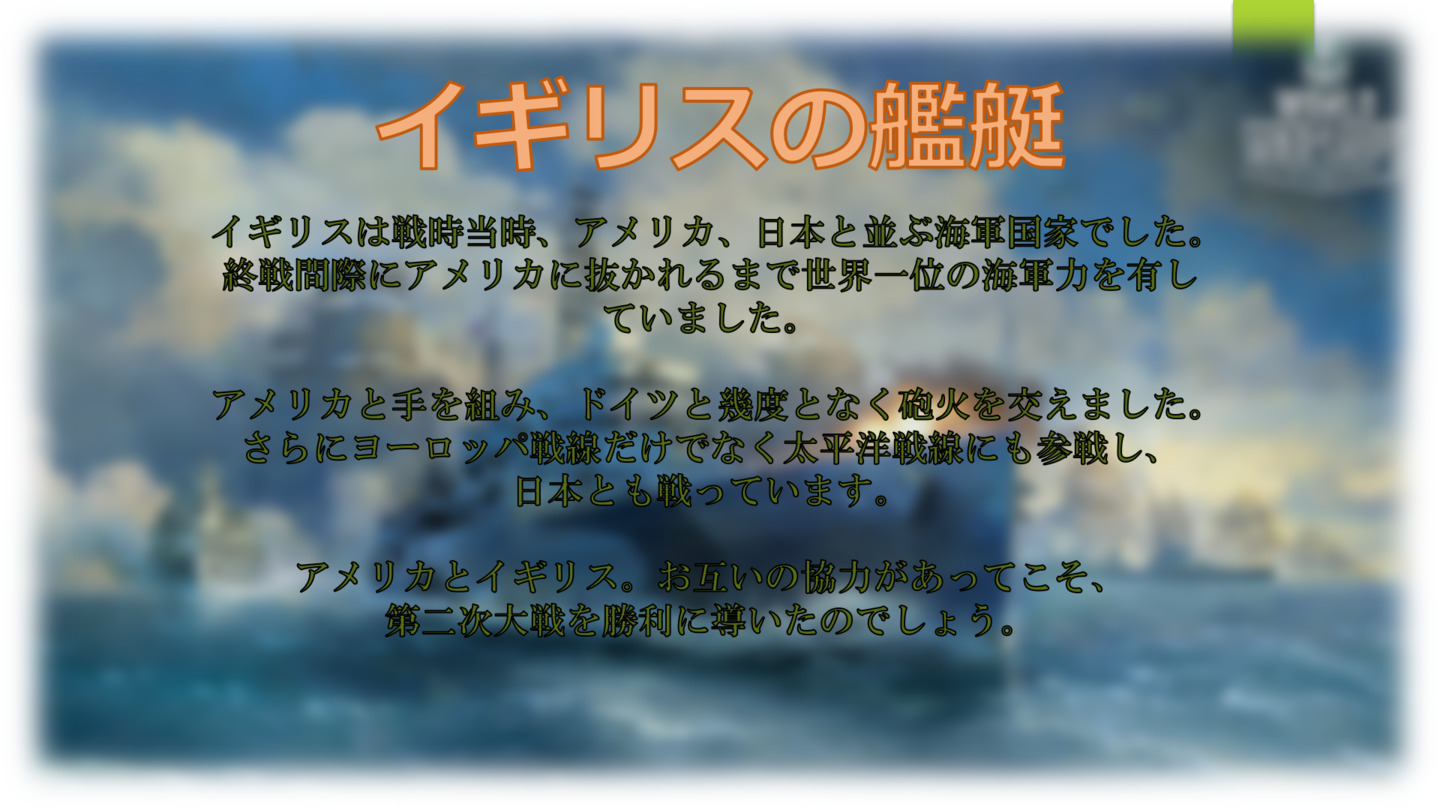 イギリスの艦艇
イギリスは戦時当時、アメリカ、日本と並ぶ海軍国家でした。
終戦間際にアメリカに抜かれるまで世界一位の海軍力を有し
ていました。
アメリカと手を組み、ドイツと幾度となく砲火を交えました。
さらにヨーロッパ戦線だけでなく太平洋戦線にも参戦し、
日本とも戦っています。
アメリカとイギリス。お互いの協力があってこそ、
第二次大戦を勝利に導いたのでしょう。